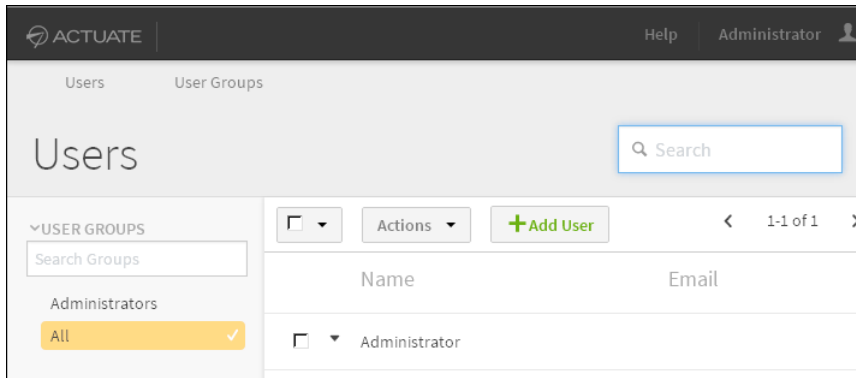 ACTUATE Help Administrator
Users User Groups
Users
Search
USER GROUPS
Search Groups
Administrators
All
Actions +Add User 1-1 of 1
Name Email
Administrator